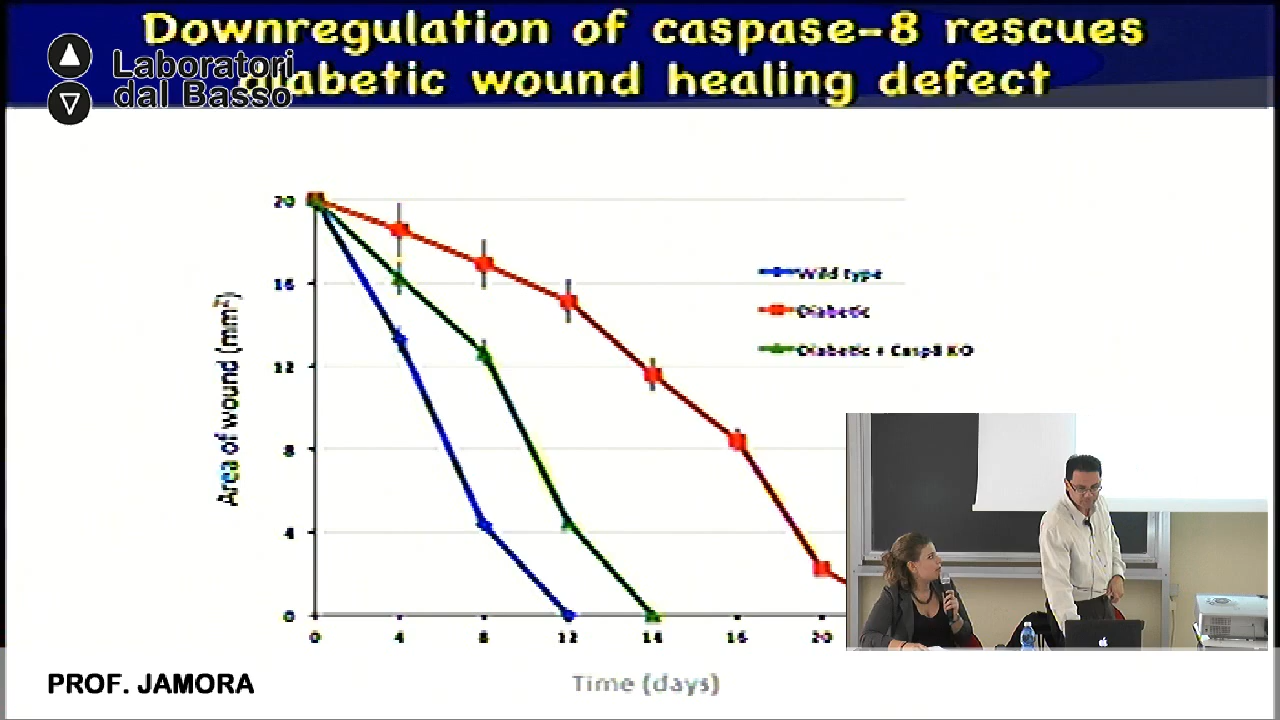 Downregulation of caspase-8 rescues
diabetic wound healing defect
Laboratori
dal Basso
20
16
12
8
4
0
Area of wound (mm²)
Wild type
Diabetic
Diabetic + Casp8 KO
0 4 8 12 14 16 20
Time (days)
PROF. JAMORA